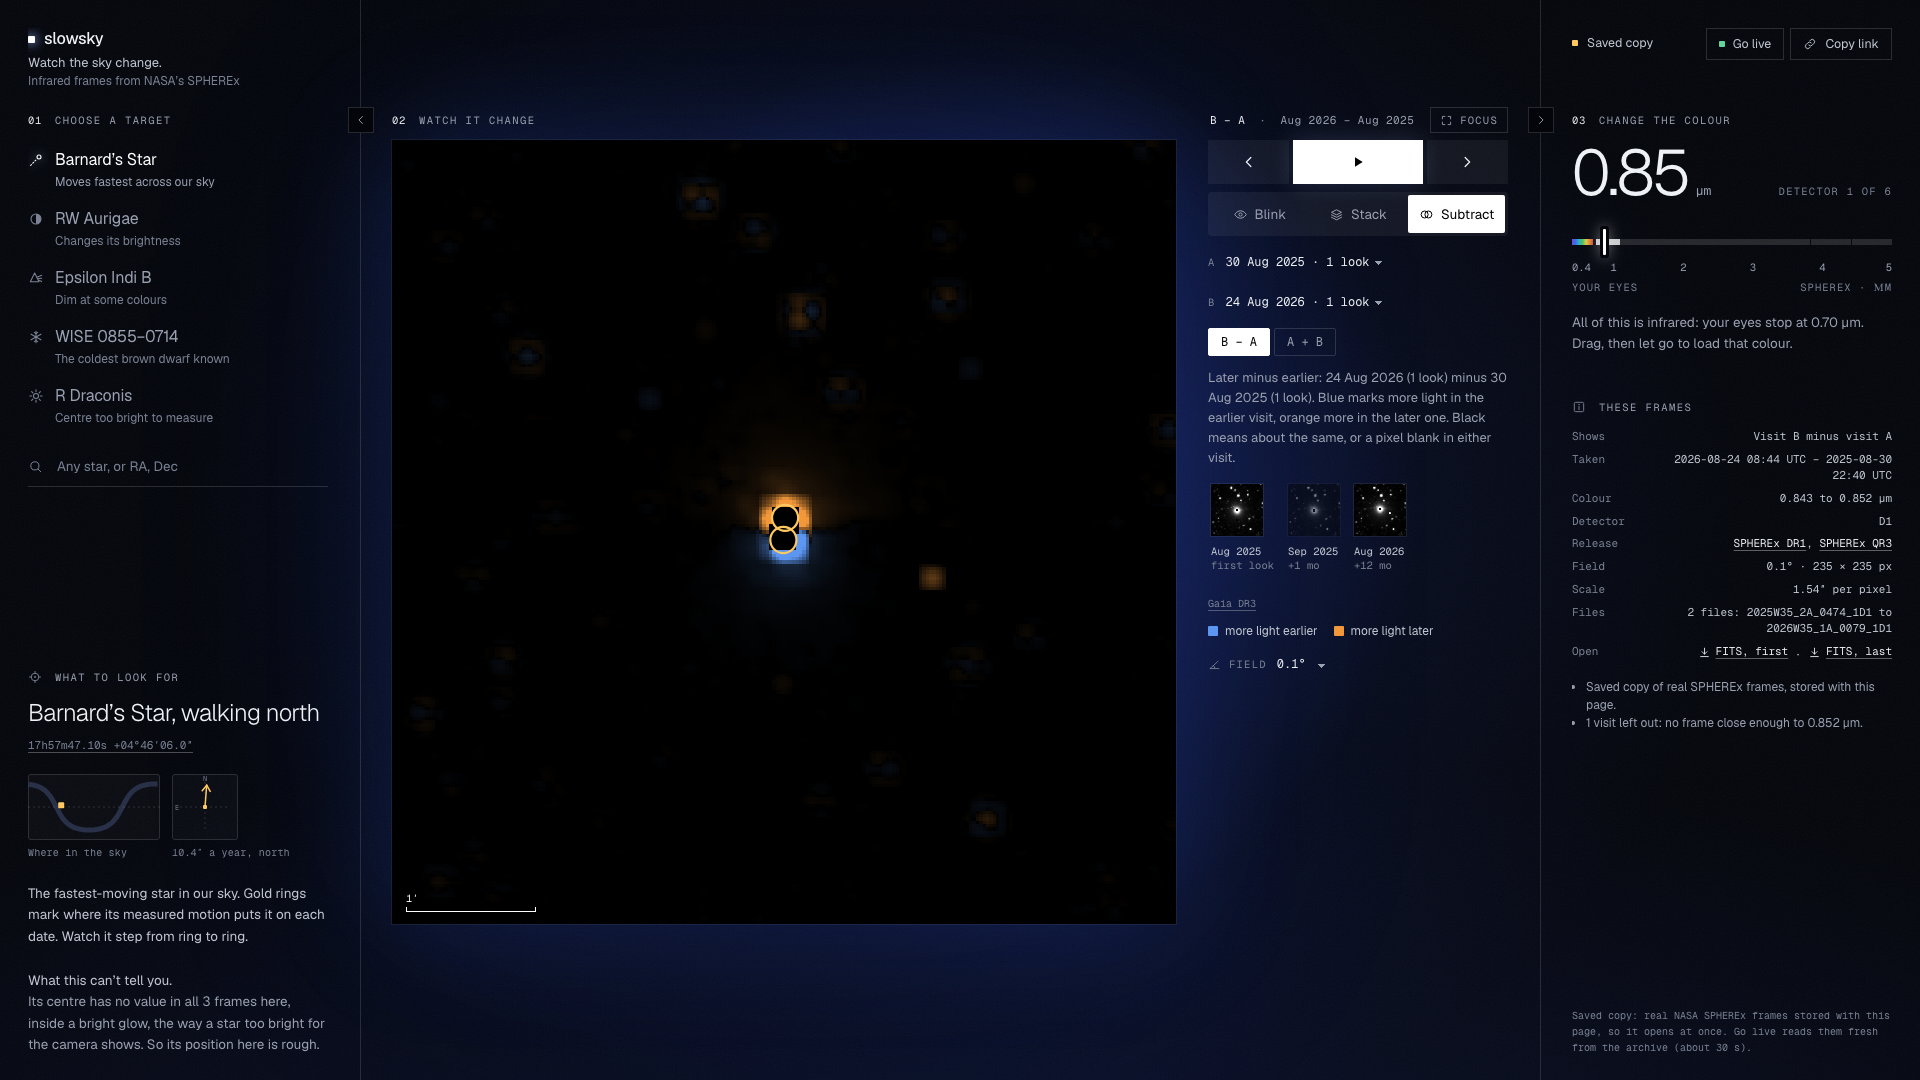 slowsky
Watch the sky change.
Infrared frames from NASA's SPHEREx
01 CHOOSE A TARGET
Barnard's Star
Moves fastest across our sky
RW Aurigae
Changes its brightness
Epsilon Indi B
Dim at some colours
WISE 0855–0714
The coldest brown dwarf known
R Draconis
Centre too bright to measure
Any star, or RA, Dec
WHAT TO LOOK FOR
Barnard's Star, walking north
17h57m47.10s +04°46′06.0″
N
E
Where in the sky
10.4″ a year, north
The fastest-moving star in our sky. Gold rings
mark where its measured motion puts it on each
date. Watch it step from ring to ring.
What this can't tell you.
Its centre has no value in all 3 frames here,
inside a bright glow, the way a star too bright for
the camera shows. So its position here is rough.
02 WATCH IT CHANGE
B – A · Aug 2026 – Aug 2025
FOCUS
1′
Blink
Stack
Subtract
A 30 Aug 2025 · 1 look
B 24 Aug 2026 · 1 look
B – A
A + B
Later minus earlier: 24 Aug 2026 (1 look) minus 30
Aug 2025 (1 look). Blue marks more light in the
earlier visit, orange more in the later one. Black
means about the same, or a pixel blank in either
visit.
Aug 2025
first look
Sep 2025
+1 mo
Aug 2026
+12 mo
Gaia DR3
more light earlier
more light later
FIELD 0.1°
Saved copy
Go live
Copy link
03 CHANGE THE COLOUR
0.85 µm
DETECTOR 1 OF 6
0.4 1 2 3 4 5
YOUR EYES
SPHEREX · MM
All of this is infrared: your eyes stop at 0.70 µm.
Drag, then let go to load that colour.
THESE FRAMES
Shows Visit B minus visit A
Taken 2026-08-24 08:44 UTC – 2025-08-30
22:40 UTC
Colour 0.843 to 0.852 µm
Detector D1
Release SPHEREx DR1, SPHEREx QR3
Field 0.1° · 235 × 235 px
Scale 1.54″ per pixel
Files 2 files: 2025W35_2A_0474_1D1 to
2026W35_1A_0079_1D1
Open FITS, first . FITS, last
• Saved copy of real SPHEREx frames, stored with this
page.
• 1 visit left out: no frame close enough to 0.852 µm.
Saved copy: real NASA SPHEREx frames stored with this
page, so it opens at once. Go live reads them fresh
from the archive (about 30 s).